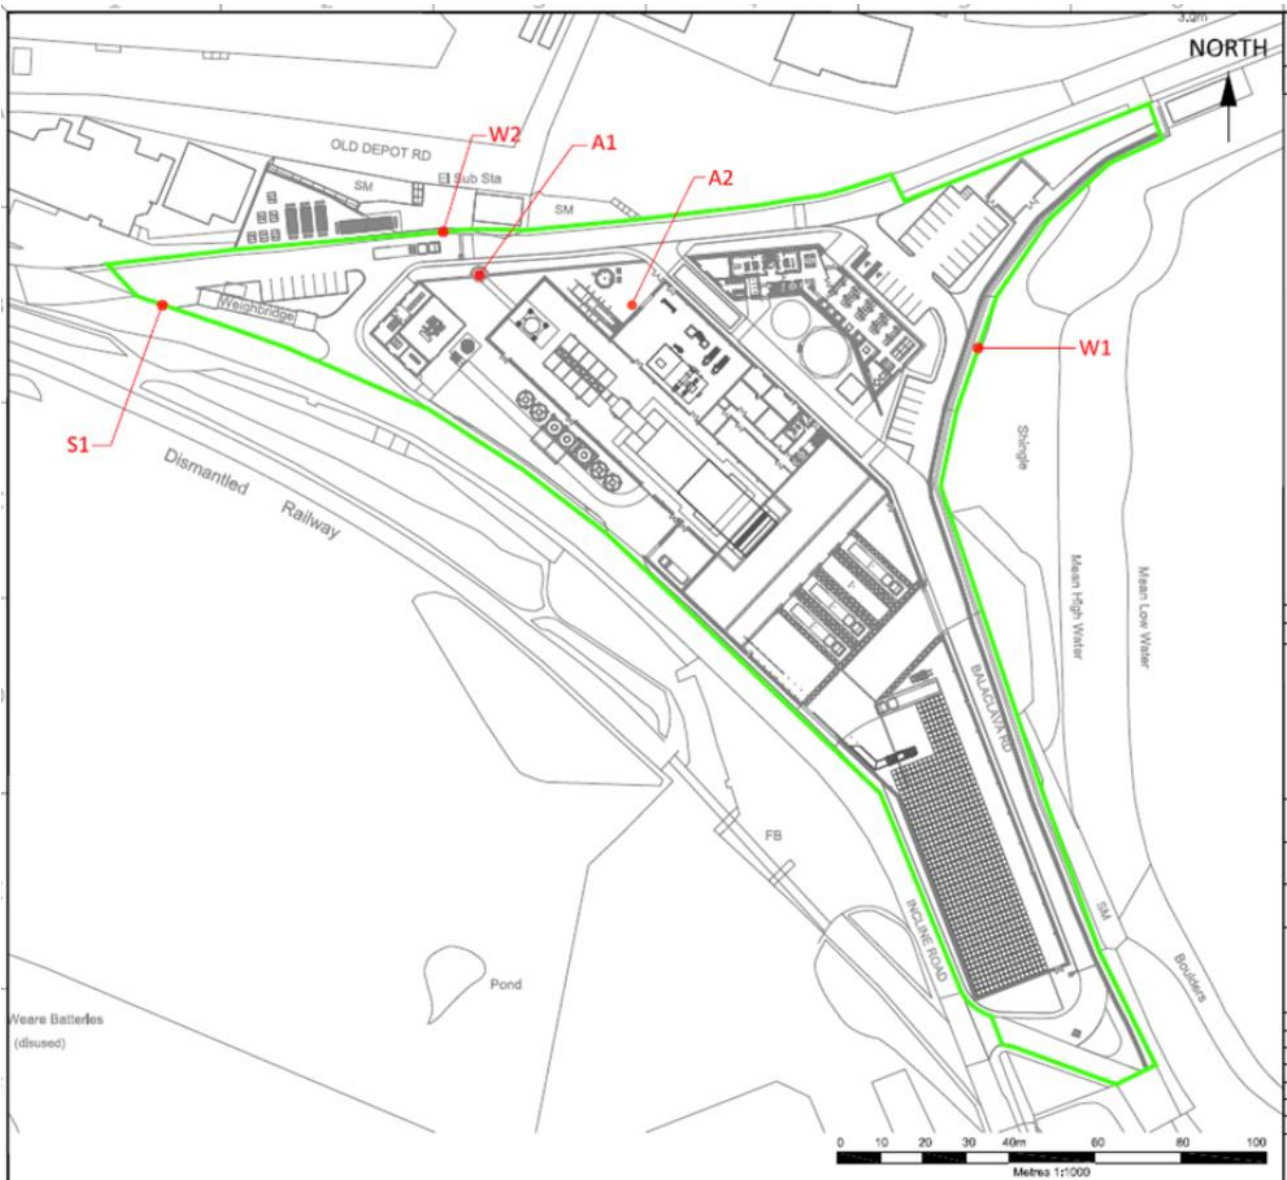 3.0m
NORTH
W2
A1
OLD DEPOT RD
El Sub Sta
A2
SM
SM
Weighbridge
W1
S1
Dismantled
Railway
Shingle
Mean High Water
Mean Low Water
BALACLAVA RD
FB
INCLINE ROAD
SM
Boulders
Pond
Weare Batteries
(disused)
0 10 20 30 40m 60 80 100
Metres 1:1000